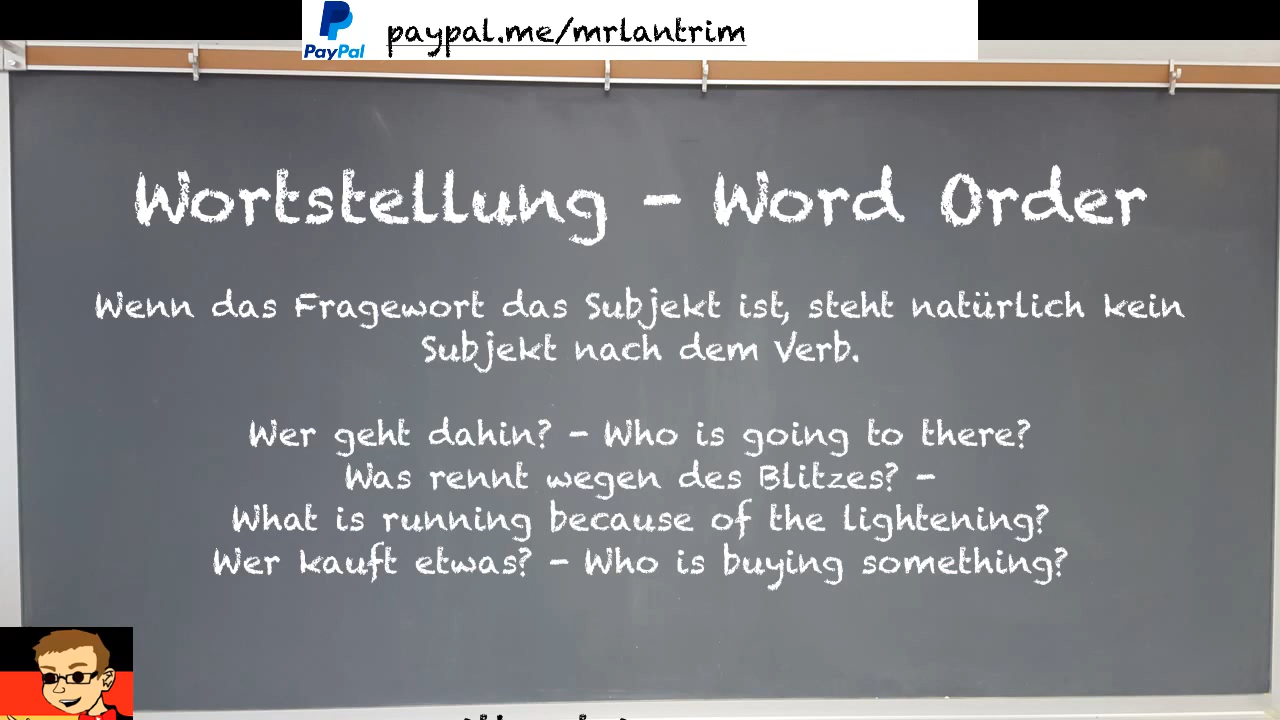 PayPal
paypal.me/mrlantrim
Wortstellung - Word Order
Wenn das Fragewort das Subjekt ist, steht natürlich kein
Subjekt nach dem Verb.
Wer geht dahin? - Who is going to there?
Was rennt wegen des Blitzes? -
What is running because of the lightening?
Wer kauft etwas? - Who is buying something?